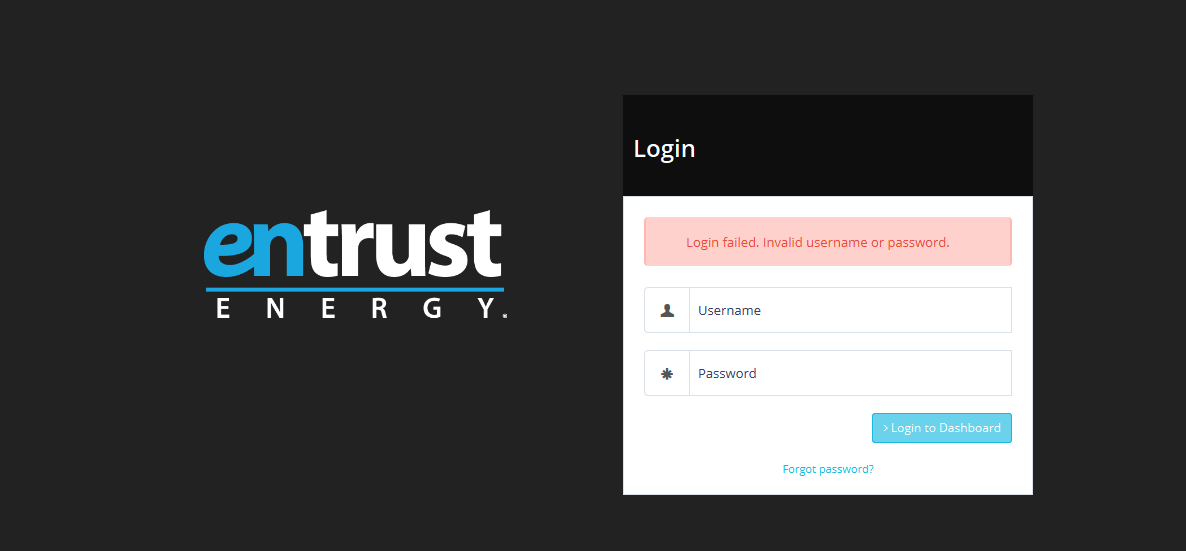 entrust
ENERGY.
Login
Login failed. Invalid username or password.
Username
Password
› Login to Dashboard
Forgot password?